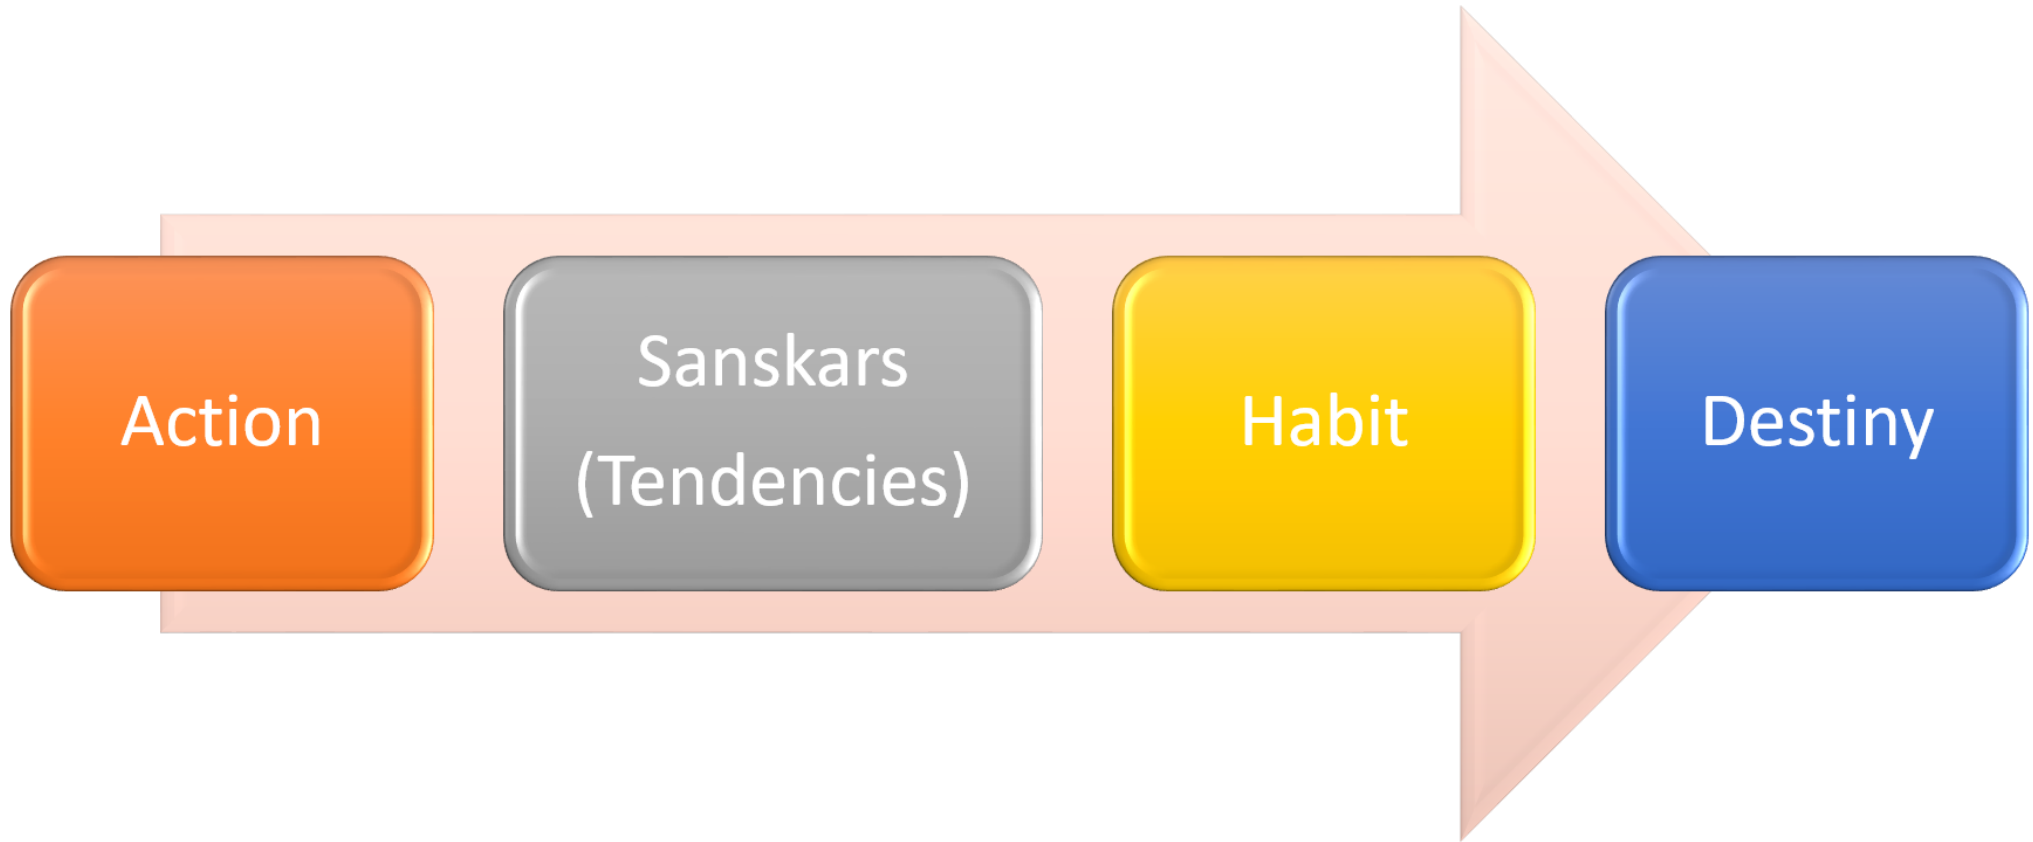 Action
Sanskars
(Tendencies)
Habit
Destiny